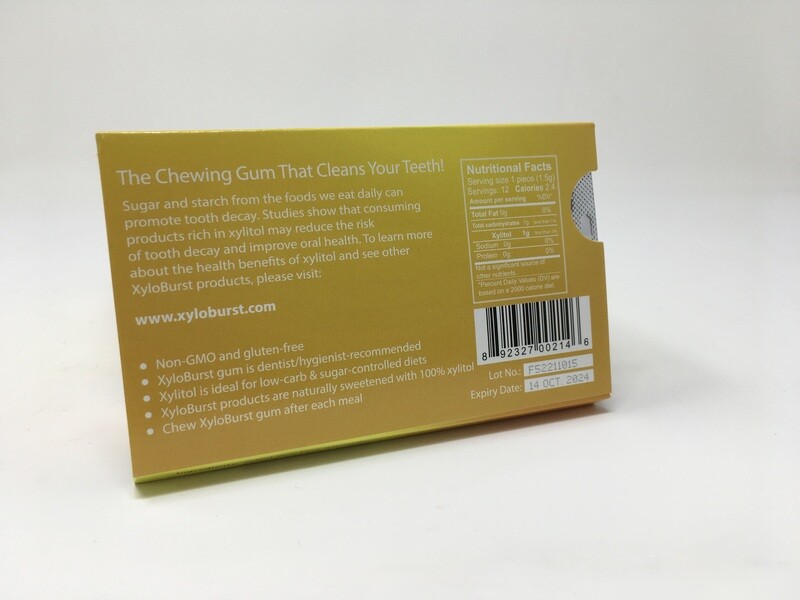 The Chewing Gum That Cleans Your Teeth!
Sugar and starch from the foods we eat daily can
promote tooth decay. Studies show that consuming
products rich in xylitol may reduce the risk
of tooth decay and improve oral health. To learn more
about the health benefits of xylitol and see other
XyloBurst products, please visit:
www.xyloburst.com
• Non-GMO and gluten-free
• XyloBurst gum is dentist/hygienist-recommended
• Xylitol is ideal for low-carb & sugar-controlled diets
• XyloBurst products are naturally sweetened with 100% xylitol
• Chew XyloBurst gum after each meal
Nutritional Facts
Serving size 1 piece (1.5g)
Servings: 12 Calories 2.4
Amount per serving %DV*
Total Fat 0g 0%
Total carbohydrate 1g
Xylitol 1g
Sodium 0g 0%
Protein 0g 0%
Not a significant source of
other nutrients.
*Percent Daily Values (DV) are
based on a 2000 calorie diet.
8 92327 00214 6
Lot No.: F52211015
Expiry Date: 14 OCT. 2024